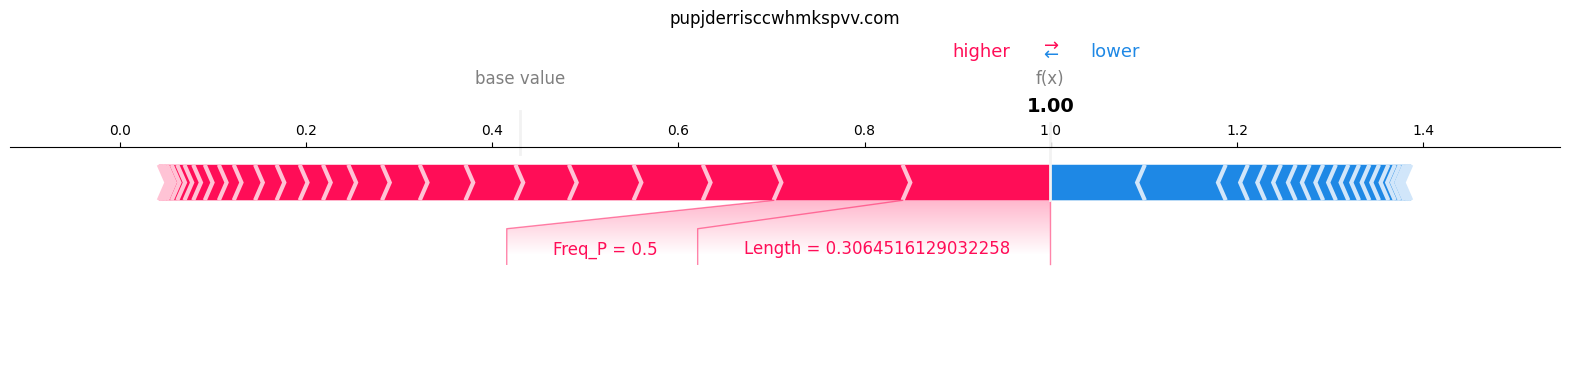 pupjderrisccwhmkspvv.com
higher → ← lower
base value f(x)
1.00
0.0 0.2 0.4 0.6 0.8 1.0 1.2 1.4
Freq_P = 0.5 Length = 0.3064516129032258